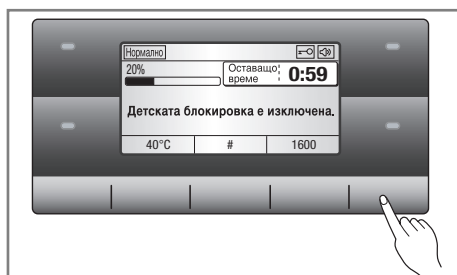 Нормално
20%
Оставащо
време
0:59
Детската блокировка е изключена.
40°C
#
1600